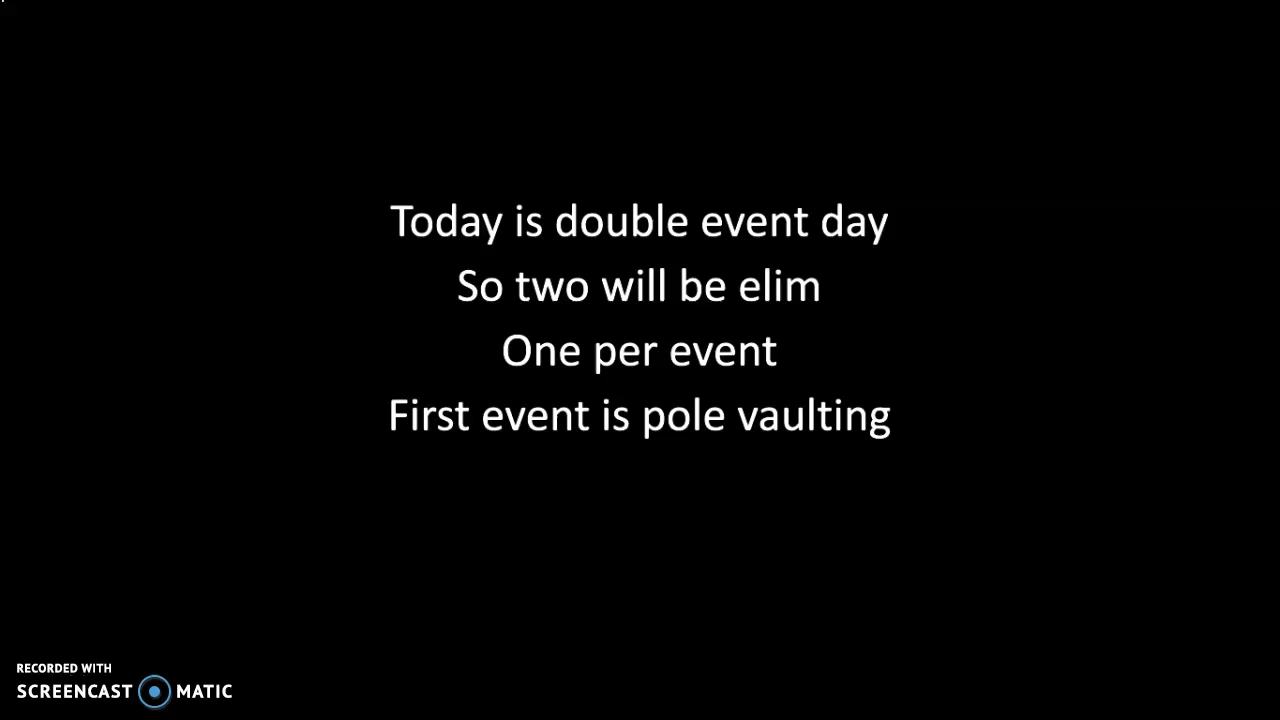 Today is double event day
So two will be elim
One per event
First event is pole vaulting
RECORDED WITH
SCREENCAST MATIC